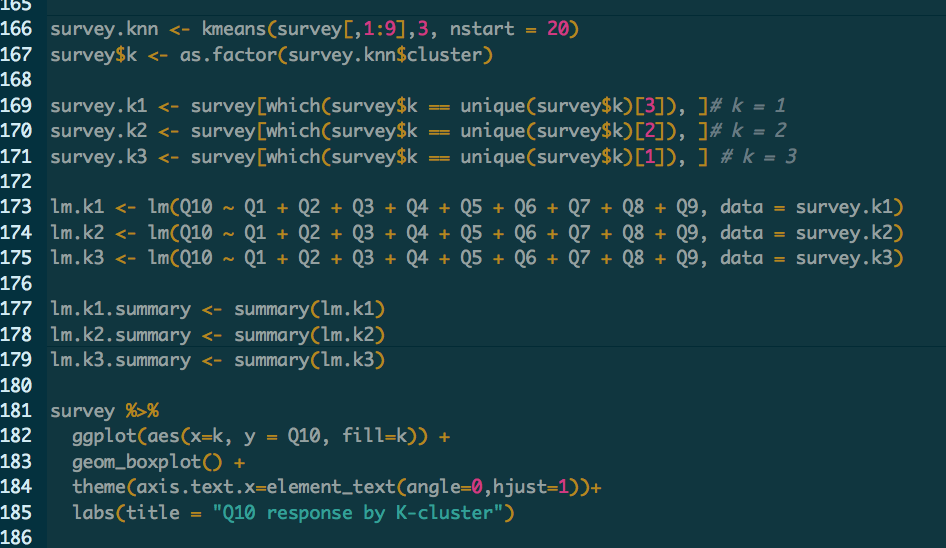 165
166 survey.knn <- kmeans(survey[,1:9],3, nstart = 20)
167 survey$k <- as.factor(survey.knn$cluster)
168
169 survey.k1 <- survey[which(survey$k == unique(survey$k)[3]), ]# k = 1
170 survey.k2 <- survey[which(survey$k == unique(survey$k)[2]), ]# k = 2
171 survey.k3 <- survey[which(survey$k == unique(survey$k)[1]), ] # k = 3
172
173 lm.k1 <- lm(Q10 ~ Q1 + Q2 + Q3 + Q4 + Q5 + Q6 + Q7 + Q8 + Q9, data = survey.k1)
174 lm.k2 <- lm(Q10 ~ Q1 + Q2 + Q3 + Q4 + Q5 + Q6 + Q7 + Q8 + Q9, data = survey.k2)
175 lm.k3 <- lm(Q10 ~ Q1 + Q2 + Q3 + Q4 + Q5 + Q6 + Q7 + Q8 + Q9, data = survey.k3)
176
177 lm.k1.summary <- summary(lm.k1)
178 lm.k2.summary <- summary(lm.k2)
179 lm.k3.summary <- summary(lm.k3)
180
181 survey %>%
182   ggplot(aes(x=k, y = Q10, fill=k)) +
183   geom_boxplot() +
184   theme(axis.text.x=element_text(angle=0,hjust=1))+
185   labs(title = "Q10 response by K-cluster")
186